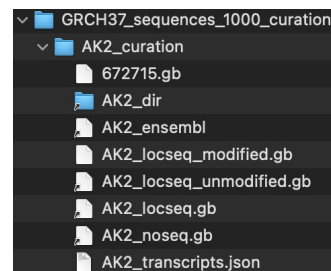 GRCH37_sequences_1000_curation
AK2_curation
672715.gb
AK2_dir
AK2_ensembl
AK2_locseq_modified.gb
AK2_locseq_unmodified.gb
AK2_locseq.gb
AK2_noseq.gb
AK2_transcripts.json